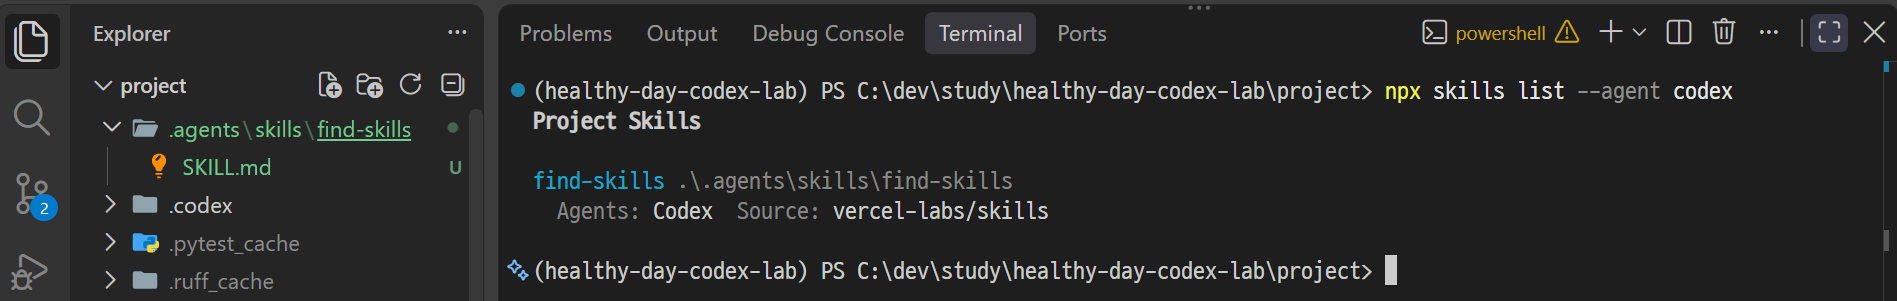 Explorer
project
.agents\skills\find-skills
SKILL.md U
.codex
.pytest_cache
.ruff_cache
2
Problems Output Debug Console Terminal Ports powershell
(healthy-day-codex-lab) PS C:\dev\study\healthy-day-codex-lab\project> npx skills list --agent codex
Project Skills
find-skills .\.agents\skills\find-skills
Agents: Codex Source: vercel-labs/skills
(healthy-day-codex-lab) PS C:\dev\study\healthy-day-codex-lab\project>